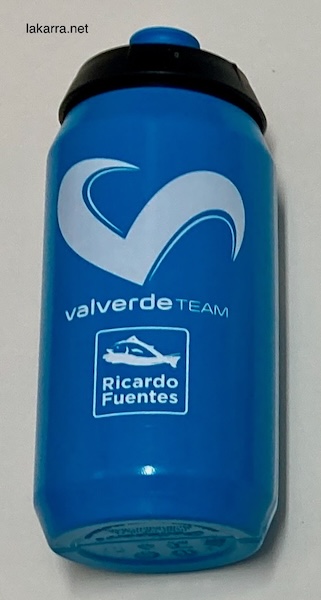 lakarra.net
valverde TEAM
Ricardo
Fuentes